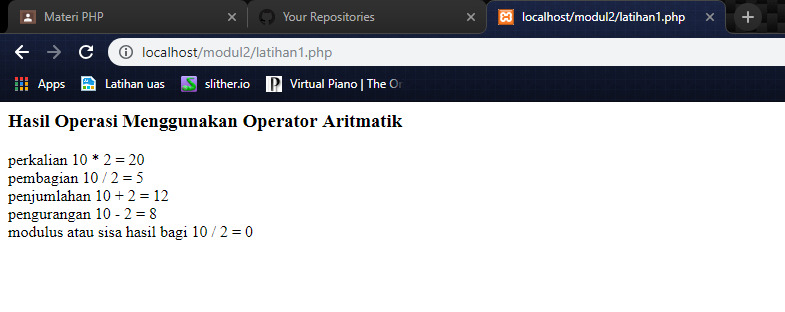 Materi PHP
Your Repositories
localhost/modul2/latihan1.php
localhost/modul2/latihan1.php
Apps
Latihan uas
slither.io
Virtual Piano | The Or
Hasil Operasi Menggunakan Operator Aritmatik
perkalian 10 * 2 = 20
pembagian 10 / 2 = 5
penjumlahan 10 + 2 = 12
pengurangan 10 - 2 = 8
modulus atau sisa hasil bagi 10 / 2 = 0